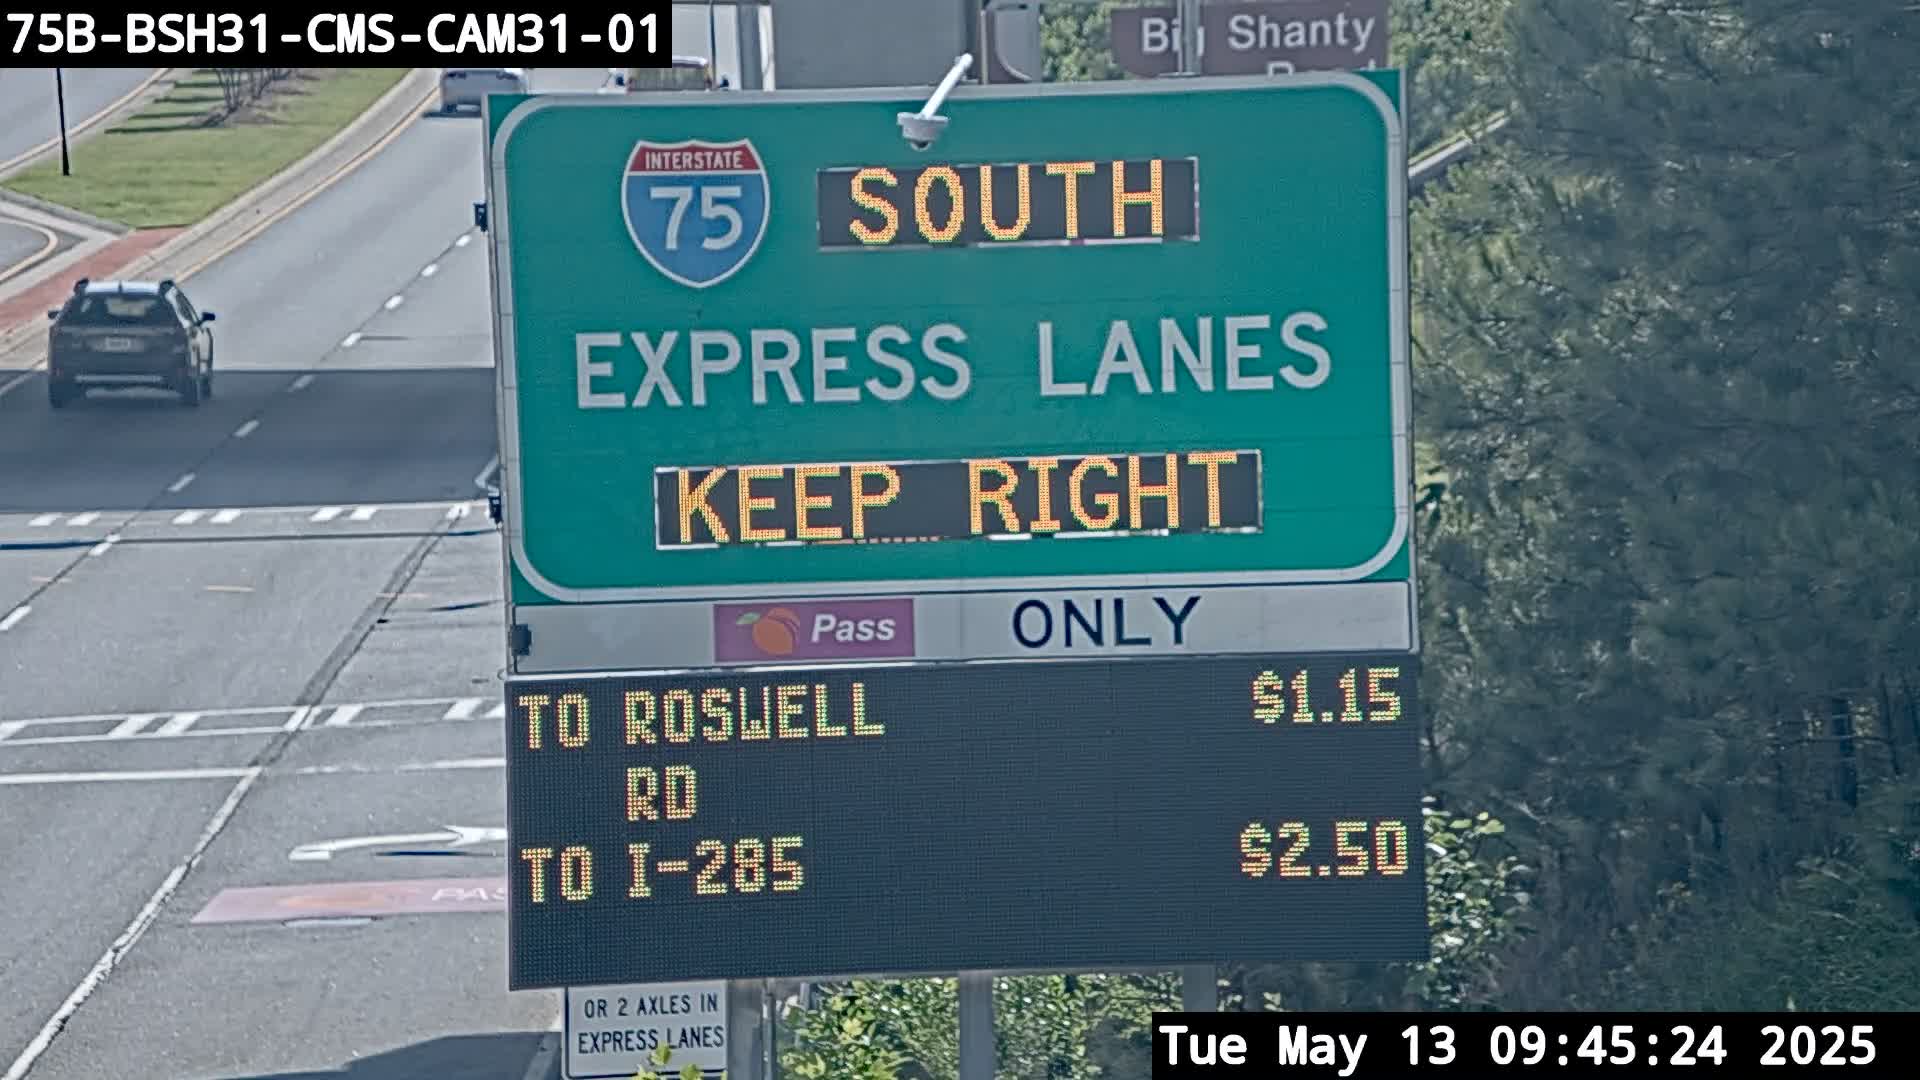 75B-BSH31-CMS-CAM31-01
Big Shanty
Road
INTERSTATE
75
SOUTH
EXPRESS LANES
KEEP RIGHT
Pass ONLY
TO ROSWELL $1.15
RD
TO I-285 $2.50
OR 2 AXLES IN
EXPRESS LANES
Tue May 13 09:45:24 2025